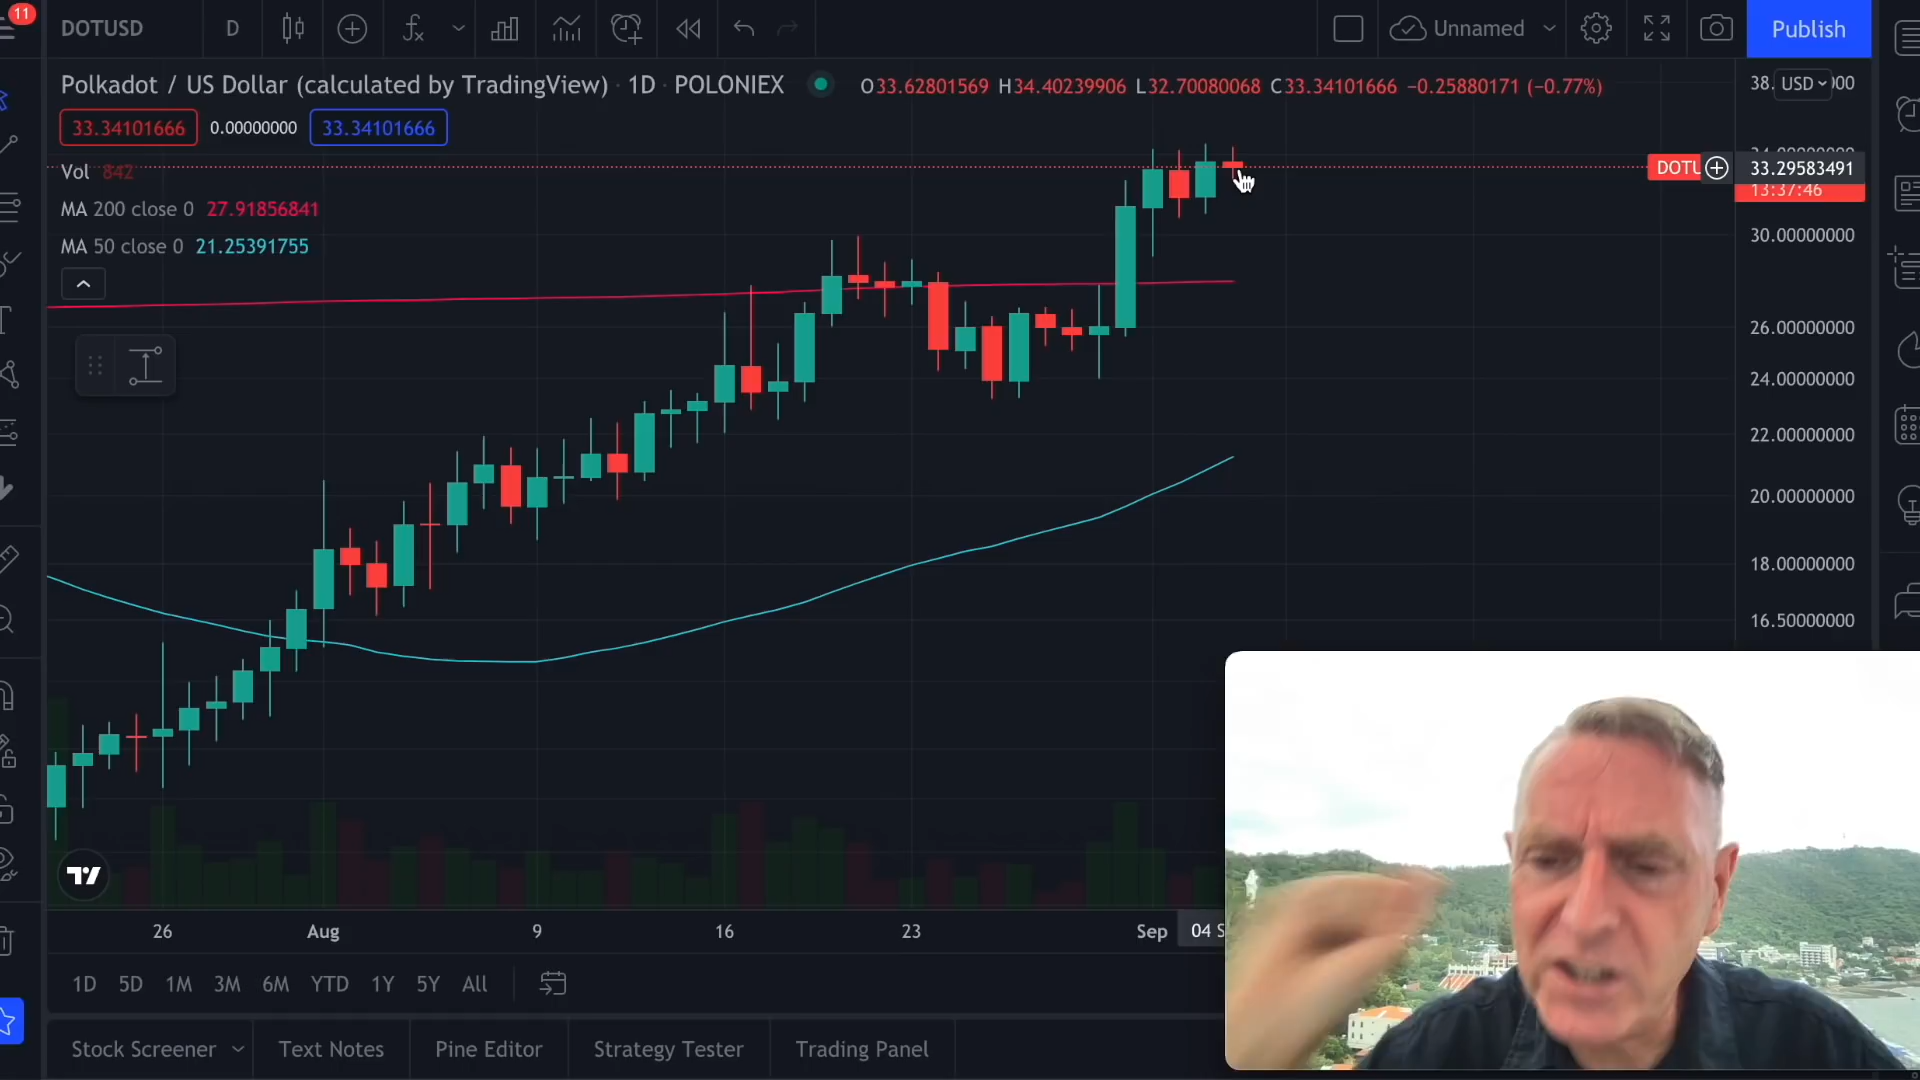 11
DOTUSD D Unnamed Publish
Polkadot / US Dollar (calculated by TradingView) · 1D · POLONIEX O33.62801569 H34.40239906 L32.70080068 C33.34101666 −0.25880171 (−0.77%)
38. USD 000
33.34101666 0.00000000 33.34101666
DOTU 33.29583491
Vol 842
13:37:46
MA 200 close 0 27.91856841
30.00000000
MA 50 close 0 21.25391755
26.00000000
24.00000000
22.00000000
20.00000000
18.00000000
16.50000000
26 Aug 9 16 23 Sep 04 S
1D 5D 1M 3M 6M YTD 1Y 5Y All
Stock Screener Text Notes Pine Editor Strategy Tester Trading Panel